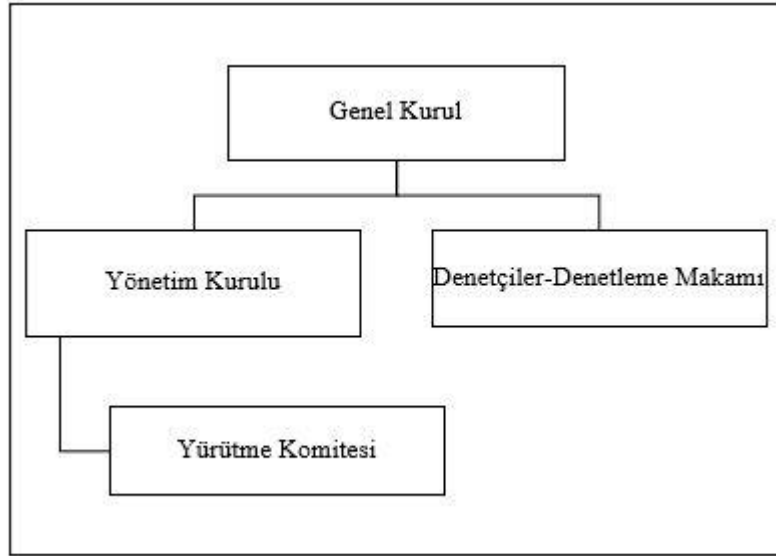 Genel Kurul
Yönetim Kurulu
Denetçiler-Denetleme Makamı
Yürütme Komitesi